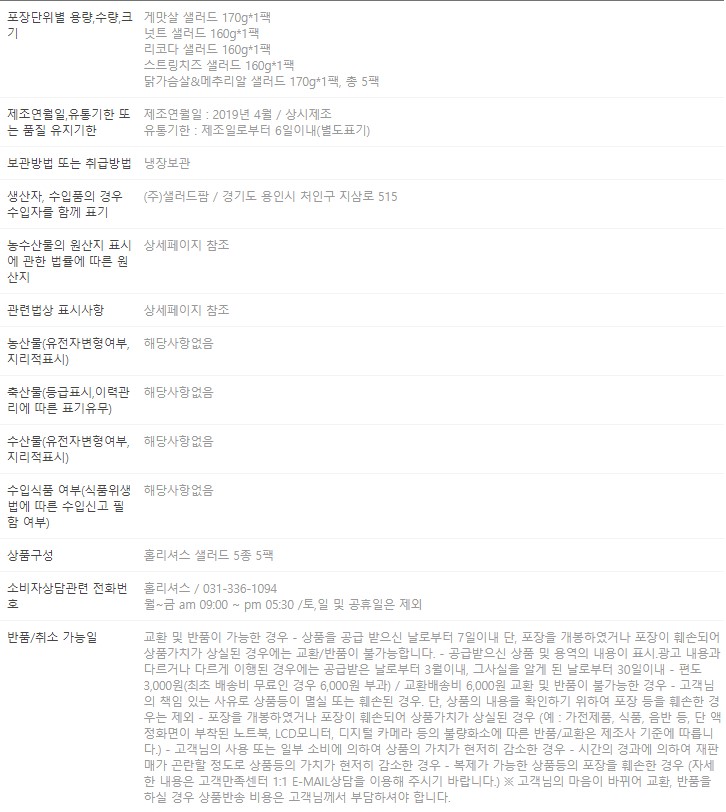 포장단위별 용량,수량,크
기
게맛살 샐러드 170g*1팩
넛트 샐러드 160g*1팩
리코다 샐러드 160g*1팩
스트링치즈 샐러드 160g*1팩
닭가슴살&메추리알 샐러드 170g*1팩, 총 5팩
제조연월일,유통기한 또
는 품질 유지기한
제조연월일 : 2019년 4월 / 상시제조
유통기한 : 제조일로부터 6일이내(별도표기)
보관방법 또는 취급방법
냉장보관
생산자, 수입품의 경우
수입자를 함께 표기
(주)샐러드팜 / 경기도 용인시 처인구 지삼로 515
농수산물의 원산지 표시
에 관한 법률에 따른 원
산지
상세페이지 참조
관련법상 표시사항
상세페이지 참조
농산물(유전자변형여부,
지리적표시)
해당사항없음
축산물(등급표시,이력관
리에 따른 표기유무)
해당사항없음
수산물(유전자변형여부,
지리적표시)
해당사항없음
수입식품 여부(식품위생
법에 따른 수입신고 필
함 여부)
해당사항없음
상품구성
홀리셔스 샐러드 5종 5팩
소비자상담관련 전화번
호
홀리셔스 / 031-336-1094
월~금 am 09:00 ~ pm 05:30 /토,일 및 공휴일은 제외
반품/취소 가능일
교환 및 반품이 가능한 경우 - 상품을 공급 받으신 날로부터 7일이내 단, 포장을 개봉하였거나 포장이 훼손되어
상품가치가 상실된 경우에는 교환/반품이 불가능합니다. - 공급받으신 상품 및 용역의 내용이 표시.광고 내용과
다르거나 다르게 이행된 경우에는 공급받은 날로부터 3월이내, 그사실을 알게 된 날로부터 30일이내 - 편도
3,000원(최초 배송비 무료인 경우 6,000원 부과) / 교환배송비 6,000원 교환 및 반품이 불가능한 경우 - 고객님
의 책임 있는 사유로 상품등이 멸실 또는 훼손된 경우. 단, 상품의 내용을 확인하기 위하여 포장 등을 훼손한 경
우는 제외 - 포장을 개봉하였거나 포장이 훼손되어 상품가치가 상실된 경우 (예 : 가전제품, 식품, 음반 등, 단 액
정화면이 부착된 노트북, LCD모니터, 디지털 카메라 등의 불량화소에 따른 반품/교환은 제조사 기준에 따릅니
다.) - 고객님의 사용 또는 일부 소비에 의하여 상품의 가치가 현저히 감소한 경우 - 시간의 경과에 의하여 재판
매가 곤란할 정도로 상품등의 가치가 현저히 감소한 경우 - 복제가 가능한 상품등의 포장을 훼손한 경우 (자세
한 내용은 고객만족센터 1:1 E-MAIL상담을 이용해 주시기 바랍니다.) ※ 고객님의 마음이 바뀌어 교환, 반품을
하실 경우 상품반송 비용은 고객님께서 부담하셔야 합니다.